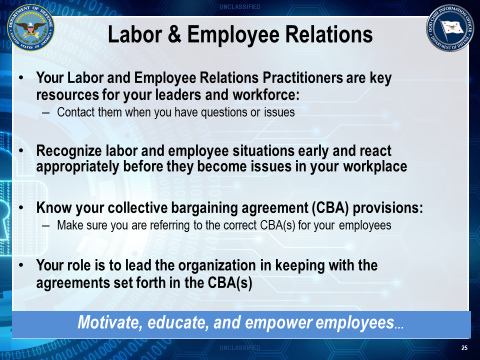 UNCLASSIFIED
Labor & Employee Relations
• Your Labor and Employee Relations Practitioners are key
resources for your leaders and workforce:
– Contact them when you have questions or issues
• Recognize labor and employee situations early and react
appropriately before they become issues in your workplace
• Know your collective bargaining agreement (CBA) provisions:
– Make sure you are referring to the correct CBA(s) for your employees
• Your role is to lead the organization in keeping with the
agreements set forth in the CBA(s)
Motivate, educate, and empower employees...
UNCLASSIFIED
25